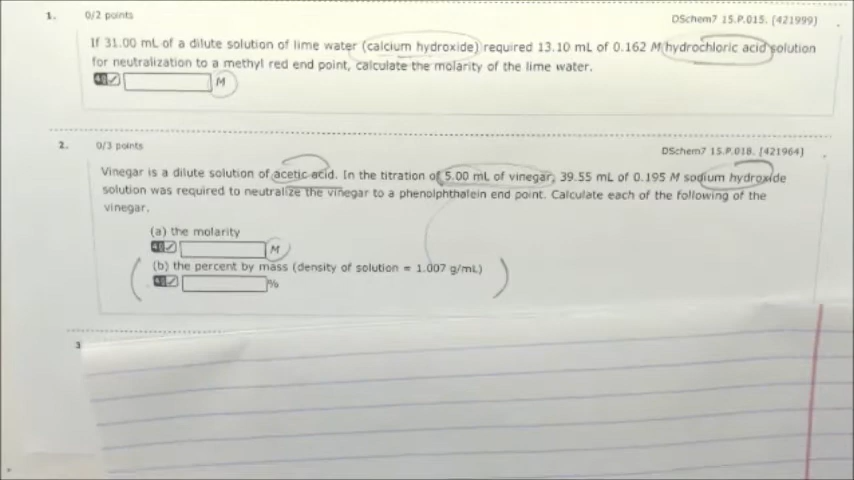 1. 0/2 points DSchem7 15.P.015. [421999]
If 31.00 mL of a dilute solution of lime water (calcium hydroxide) required 13.10 mL of 0.162 M hydrochloric acid solution
for neutralization to a methyl red end point, calculate the molarity of the lime water.
M
2. 0/3 points DSchem7 15.P.018. [421964]
Vinegar is a dilute solution of acetic acid. In the titration of 5.00 mL of vinegar, 39.55 mL of 0.195 M sodium hydroxide
solution was required to neutralize the vinegar to a phenolphthalein end point. Calculate each of the following of the
vinegar.
(a) the molarity
M
(b) the percent by mass (density of solution = 1.007 g/mL)
%
3